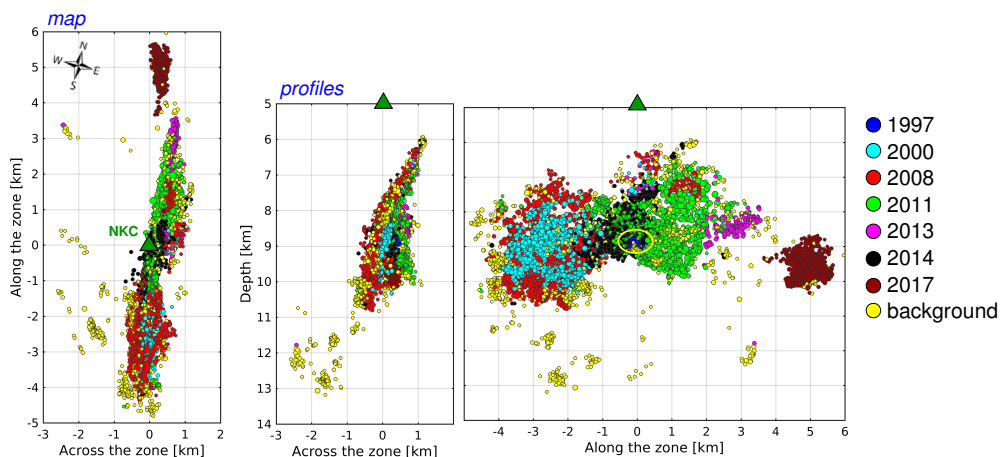 map
6
5
4
3
2
1
0
-1
-2
-3
-4
-5
Along the zone [km]
N
W
E
S
NKC
-3 -2 -1 0 1 2
Across the zone [km]
profiles
5
6
7
8
9
10
11
12
13
14
Depth [km]
-3 -2 -1 0 1 2
Across the zone [km]
-4 -3 -2 -1 0 1 2 3 4 5 6
Along the zone [km]
1997
2000
2008
2011
2013
2014
2017
background